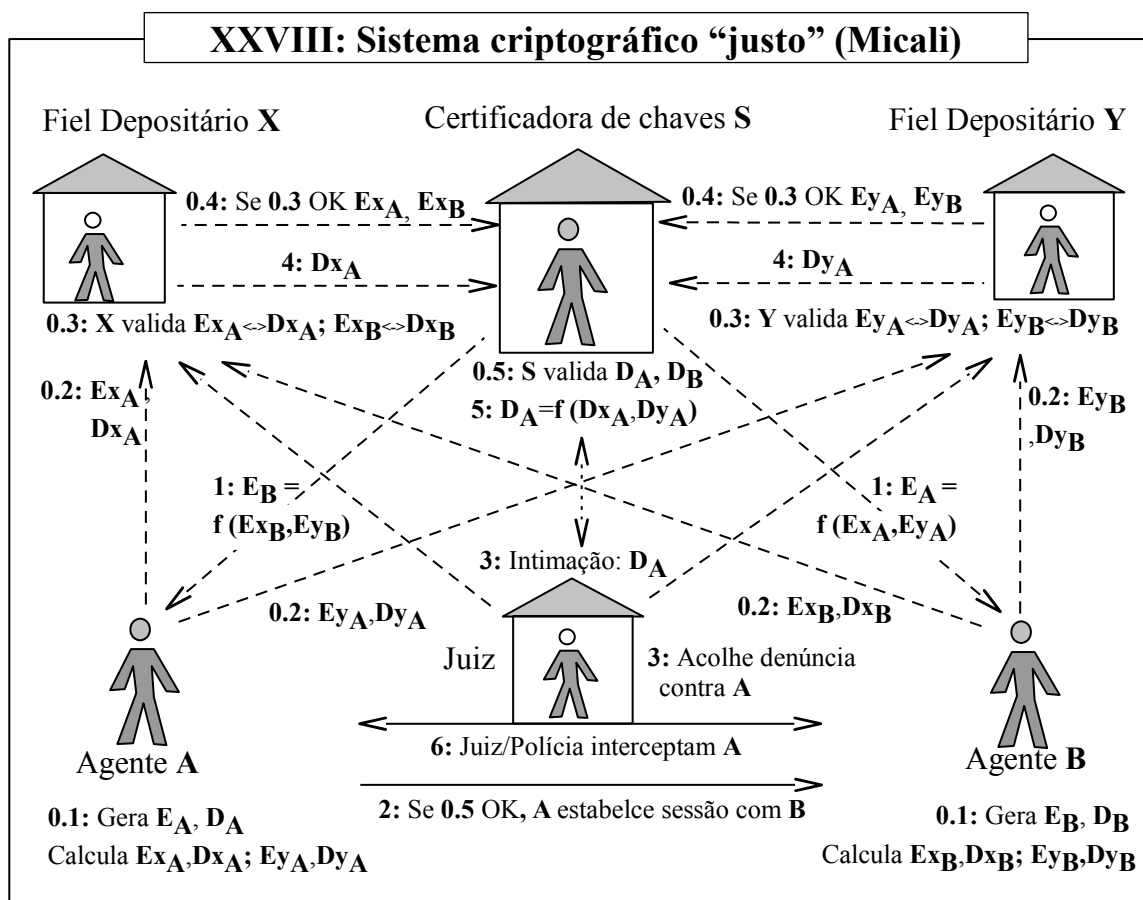 XXVIII: Sistema criptográfico “justo” (Micali)
Fiel Depositário X
Certificadora de chaves S
Fiel Depositário Y
0.4: Se 0.3 OK ExA, ExB
0.4: Se 0.3 OK EyA, EyB
4: DxA
4: DyA
0.3: X valida ExA<->DxA; ExB<->DxB
0.3: Y valida EyA<->DyA; EyB<->DyB
0.5: S valida DA, DB
5: DA=f (DxA,DyA)
0.2: ExA,
DxA
0.2: EyB
,DyB
1: EB =
f (ExB,EyB)
1: EA =
f (ExA,EyA)
3: Intimação: DA
0.2: EyA,DyA
0.2: ExB,DxB
Juiz
3: Acolhe denúncia
contra A
6: Juiz/Polícia interceptam A
Agente A
Agente B
2: Se 0.5 OK, A estabelce sessão com B
0.1: Gera EA, DA
Calcula ExA,DxA; EyA,DyA
0.1: Gera EB, DB
Calcula ExB,DxB; EyB,DyB